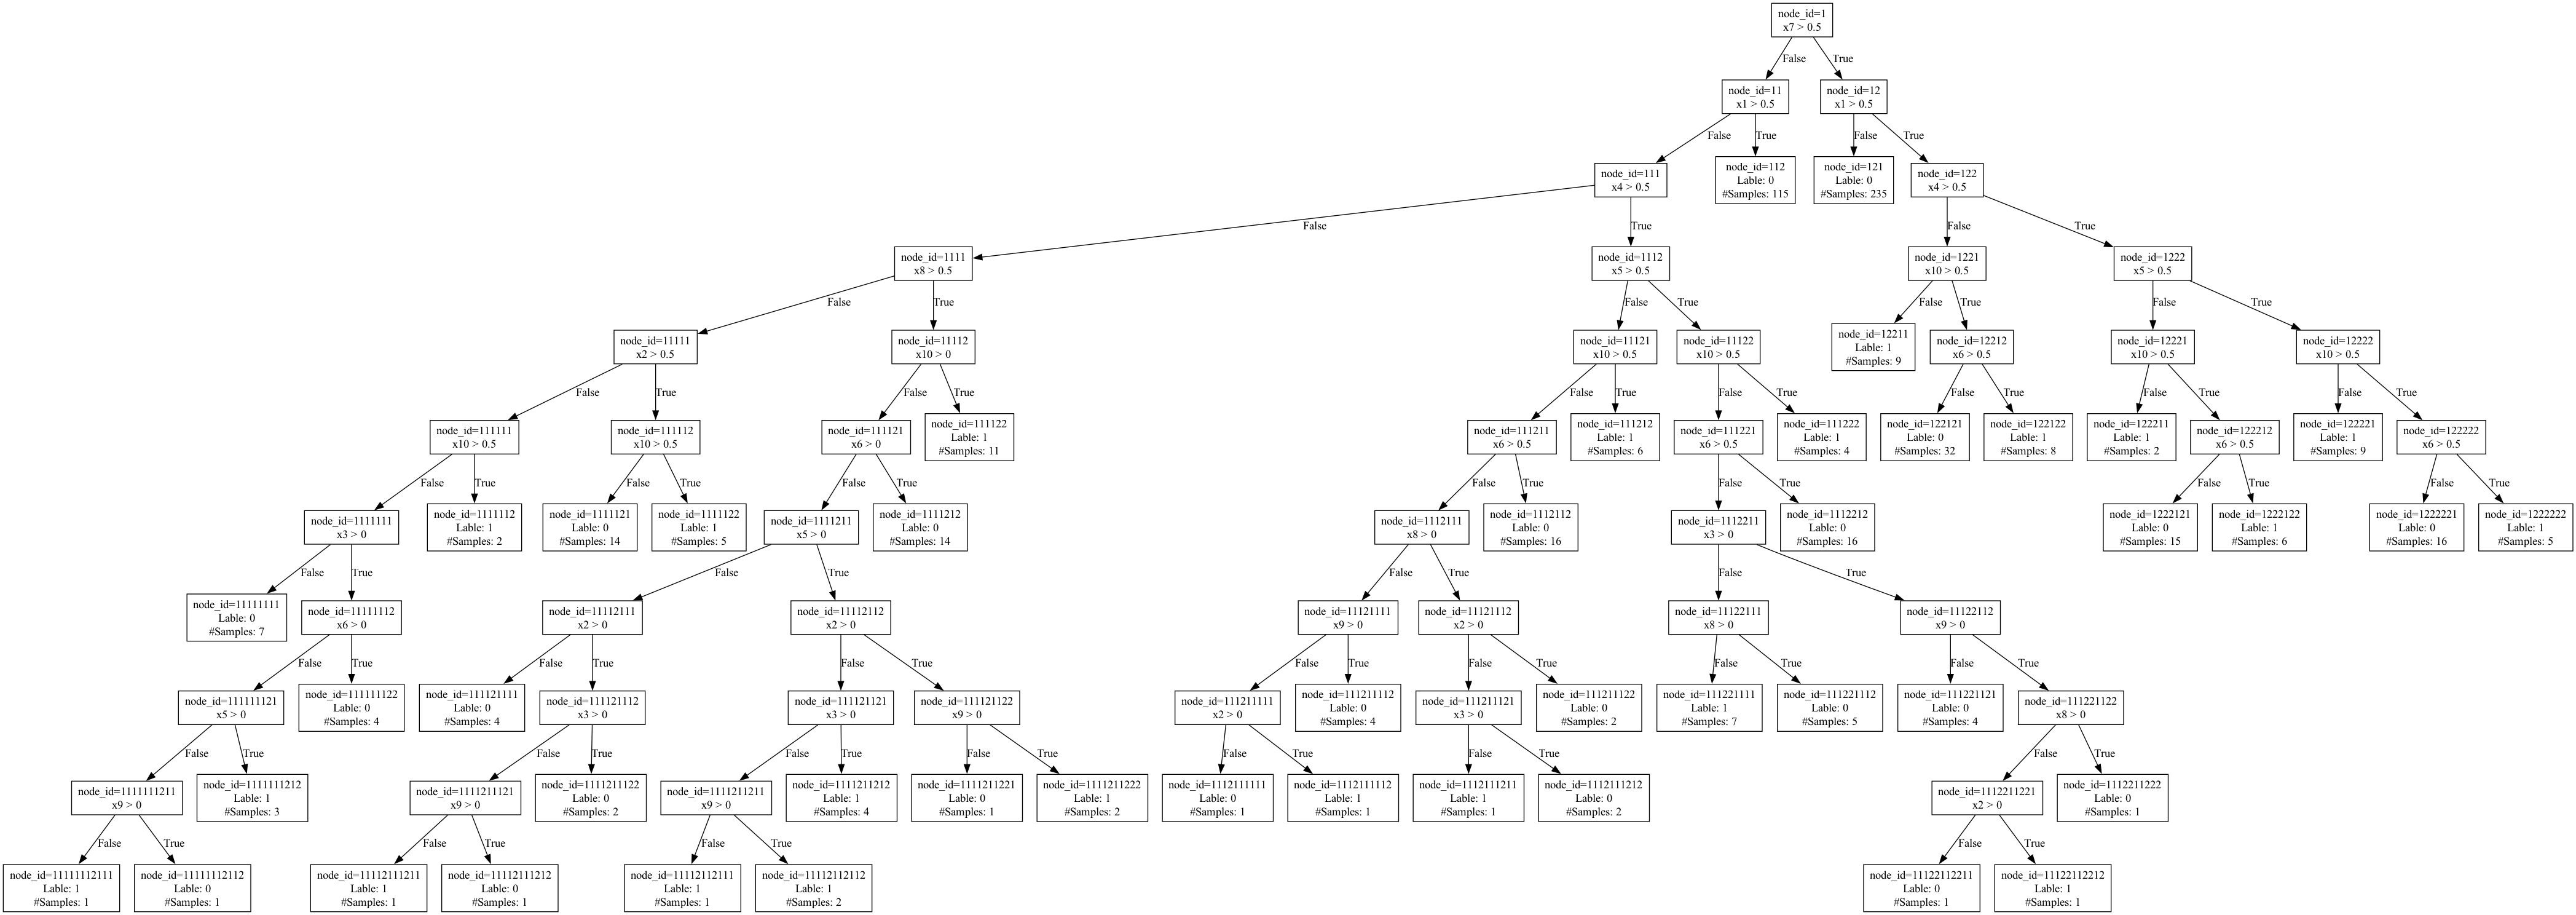 node_id=1
x7 > 0.5
False
True
node_id=11
x1 > 0.5
node_id=12
x1 > 0.5
False
True
False
True
node_id=111
x4 > 0.5
node_id=112
Lable: 0
#Samples: 115
node_id=121
Lable: 0
#Samples: 235
node_id=122
x4 > 0.5
False
True
False
True
node_id=1111
x8 > 0.5
node_id=1112
x5 > 0.5
node_id=1221
x10 > 0.5
node_id=1222
x5 > 0.5
False
True
False
True
False
True
False
True
node_id=11111
x2 > 0.5
node_id=11112
x10 > 0
node_id=11121
x10 > 0.5
node_id=11122
x10 > 0.5
node_id=12211
Lable: 1
#Samples: 9
node_id=12212
x6 > 0.5
node_id=12221
x10 > 0.5
node_id=12222
x10 > 0.5
False
True
False
True
False
True
False
True
False
True
False
True
False
True
node_id=111111
x10 > 0.5
node_id=111112
x10 > 0.5
node_id=111121
x6 > 0
node_id=111122
Lable: 1
#Samples: 11
node_id=111211
x6 > 0.5
node_id=111212
Lable: 1
#Samples: 6
node_id=111221
x6 > 0.5
node_id=111222
Lable: 1
#Samples: 4
node_id=122121
Lable: 0
#Samples: 32
node_id=122122
Lable: 1
#Samples: 8
node_id=122211
Lable: 1
#Samples: 2
node_id=122212
x6 > 0.5
node_id=122221
Lable: 1
#Samples: 9
node_id=122222
x6 > 0.5
False
True
False
True
False
True
False
True
False
True
False
True
False
True
node_id=1111111
x3 > 0
node_id=1111112
Lable: 1
#Samples: 2
node_id=1111121
Lable: 0
#Samples: 14
node_id=1111122
Lable: 1
#Samples: 5
node_id=1111211
x5 > 0
node_id=1111212
Lable: 0
#Samples: 14
node_id=1112111
x8 > 0
node_id=1112112
Lable: 0
#Samples: 16
node_id=1112211
x3 > 0
node_id=1112212
Lable: 0
#Samples: 16
node_id=1222121
Lable: 0
#Samples: 15
node_id=1222122
Lable: 1
#Samples: 6
node_id=1222221
Lable: 0
#Samples: 16
node_id=1222222
Lable: 1
#Samples: 5
False
True
False
True
False
True
False
True
node_id=11111111
Lable: 0
#Samples: 7
node_id=11111112
x6 > 0
node_id=11112111
x2 > 0
node_id=11112112
x2 > 0
node_id=11121111
x9 > 0
node_id=11121112
x2 > 0
node_id=11122111
x8 > 0
node_id=11122112
x9 > 0
False
True
False
True
False
True
False
True
False
True
False
True
False
True
node_id=111111121
x5 > 0
node_id=111111122
Lable: 0
#Samples: 4
node_id=111121111
Lable: 0
#Samples: 4
node_id=111121112
x3 > 0
node_id=111121121
x3 > 0
node_id=111121122
x9 > 0
node_id=111211111
x2 > 0
node_id=111211112
Lable: 0
#Samples: 4
node_id=111211121
x3 > 0
node_id=111211122
Lable: 0
#Samples: 2
node_id=111221111
Lable: 1
#Samples: 7
node_id=111221112
Lable: 0
#Samples: 5
node_id=111221121
Lable: 0
#Samples: 4
node_id=111221122
x8 > 0
False
True
False
True
False
True
False
True
False
True
False
True
False
True
node_id=1111111211
x9 > 0
node_id=1111111212
Lable: 1
#Samples: 3
node_id=1111211121
x9 > 0
node_id=1111211122
Lable: 0
#Samples: 2
node_id=1111211211
x9 > 0
node_id=1111211212
Lable: 1
#Samples: 4
node_id=1111211221
Lable: 0
#Samples: 1
node_id=1111211222
Lable: 1
#Samples: 2
node_id=1112111111
Lable: 0
#Samples: 1
node_id=1112111112
Lable: 1
#Samples: 1
node_id=1112111211
Lable: 1
#Samples: 1
node_id=1112111212
Lable: 0
#Samples: 2
node_id=1112211221
x2 > 0
node_id=1112211222
Lable: 0
#Samples: 1
False
True
False
True
False
True
False
True
node_id=11111112111
Lable: 1
#Samples: 1
node_id=11111112112
Lable: 0
#Samples: 1
node_id=11112111211
Lable: 1
#Samples: 1
node_id=11112111212
Lable: 0
#Samples: 1
node_id=11112112111
Lable: 1
#Samples: 1
node_id=11112112112
Lable: 1
#Samples: 2
node_id=11122112211
Lable: 0
#Samples: 1
node_id=11122112212
Lable: 1
#Samples: 1